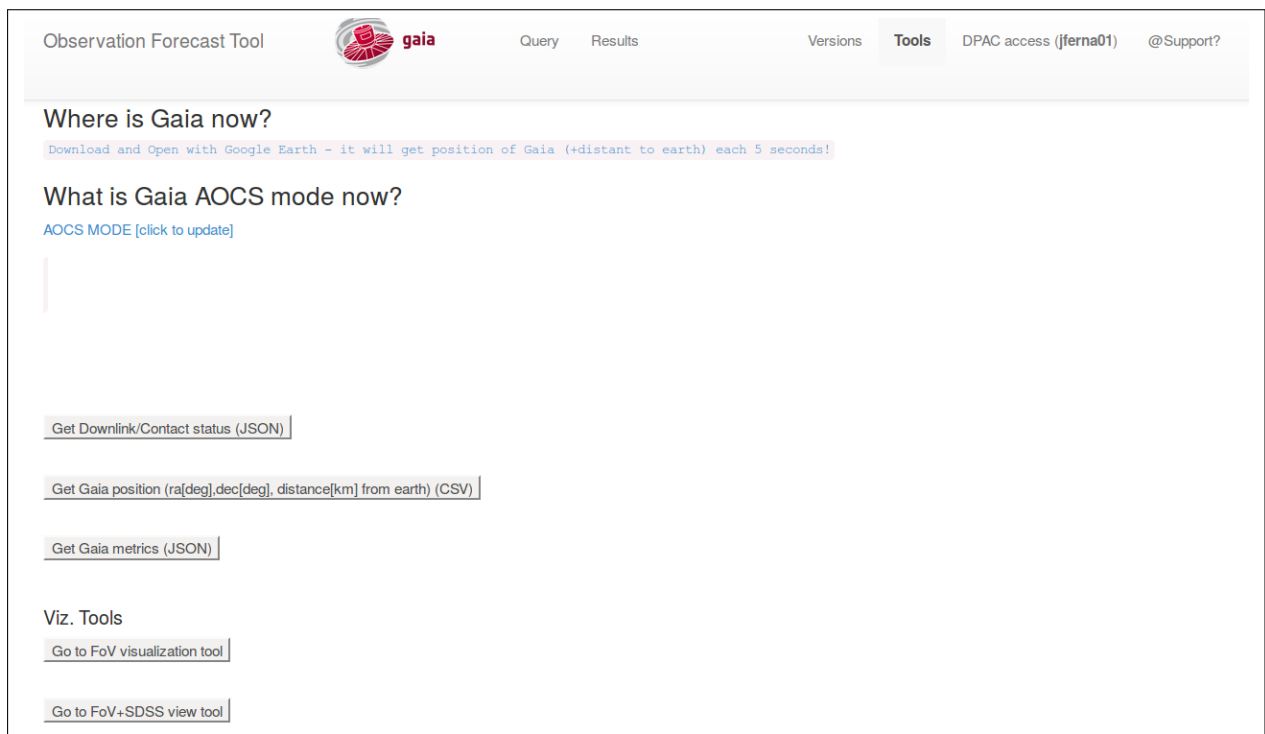 Observation Forecast Tool gaia Query Results Versions Tools DPAC access (jferna01) @Support?
Where is Gaia now?
Download and Open with Google Earth - it will get position of Gaia (+distant to earth) each 5 seconds!
What is Gaia AOCS mode now?
AOCS MODE [click to update]
Get Downlink/Contact status (JSON)
Get Gaia position (ra[deg],dec[deg], distance[km] from earth) (CSV)
Get Gaia metrics (JSON)
Viz. Tools
Go to FoV visualization tool
Go to FoV+SDSS view tool